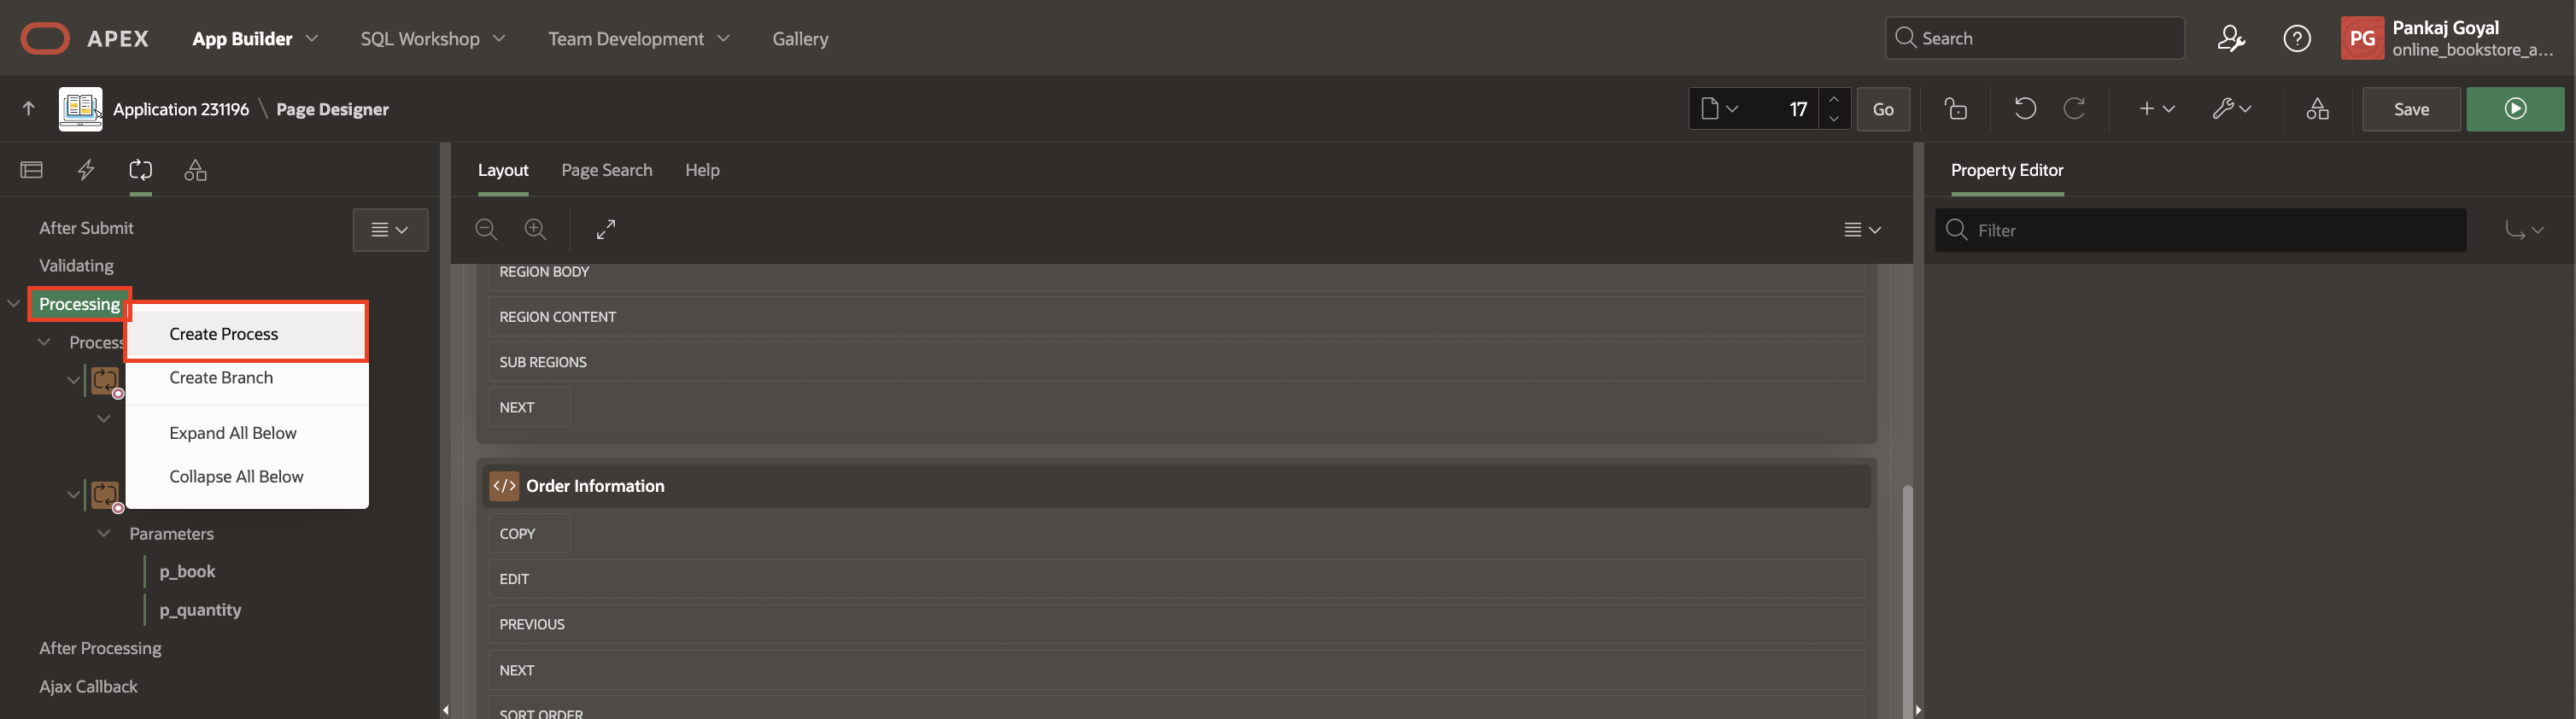 APEX App Builder SQL Workshop Team Development Gallery Search PG Pankaj Goyal
online_bookstore_a...
Application 231196 \ Page Designer 17 Go Save
Layout Page Search Help Property Editor
After Submit
Filter
Validating
Processing
Create Process
Process
Create Branch
Expand All Below
Collapse All Below
Parameters
p_book
p_quantity
After Processing
Ajax Callback
REGION BODY
REGION CONTENT
SUB REGIONS
NEXT
</> Order Information
COPY
EDIT
PREVIOUS
NEXT
SORT ORDER